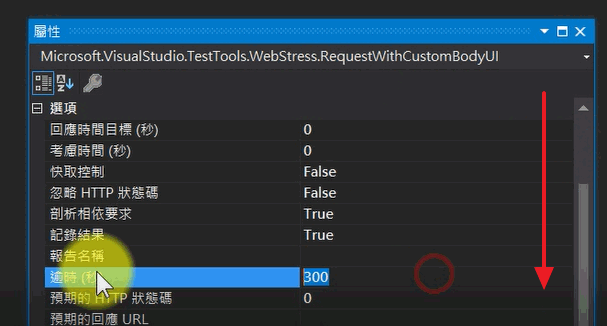 屬性
Microsoft.VisualStudio.TestTools.WebStress.RequestWithCustomBodyUI
選項
回應時間目標 (秒) 0
考慮時間 (秒) 0
快取控制 False
忽略 HTTP 狀態碼 False
剖析相依要求 True
記錄結果 True
報告名稱
逾時 (秒 300
預期的 HTTP 狀態碼 0
預期的回應 URL